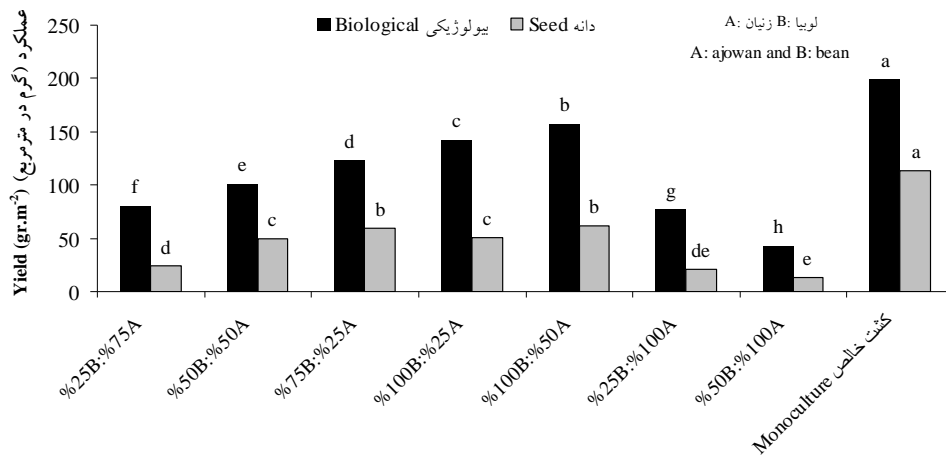 Biological بیولوژیکی
Seed دانه
A: زنیان B: لوبیا
A: ajowan and B: bean
عملکرد (گرم در مترمربع)
Yield (gr.m-2)
250
200
150
100
50
0
f
d
e
c
d
b
c
c
b
b
g
de
h
e
a
a
%25B:%75A
%50B:%50A
%75B:%25A
%100B:%25A
%100B:%50A
%25B:%100A
%50B:%100A
Monoculture کشت خالص